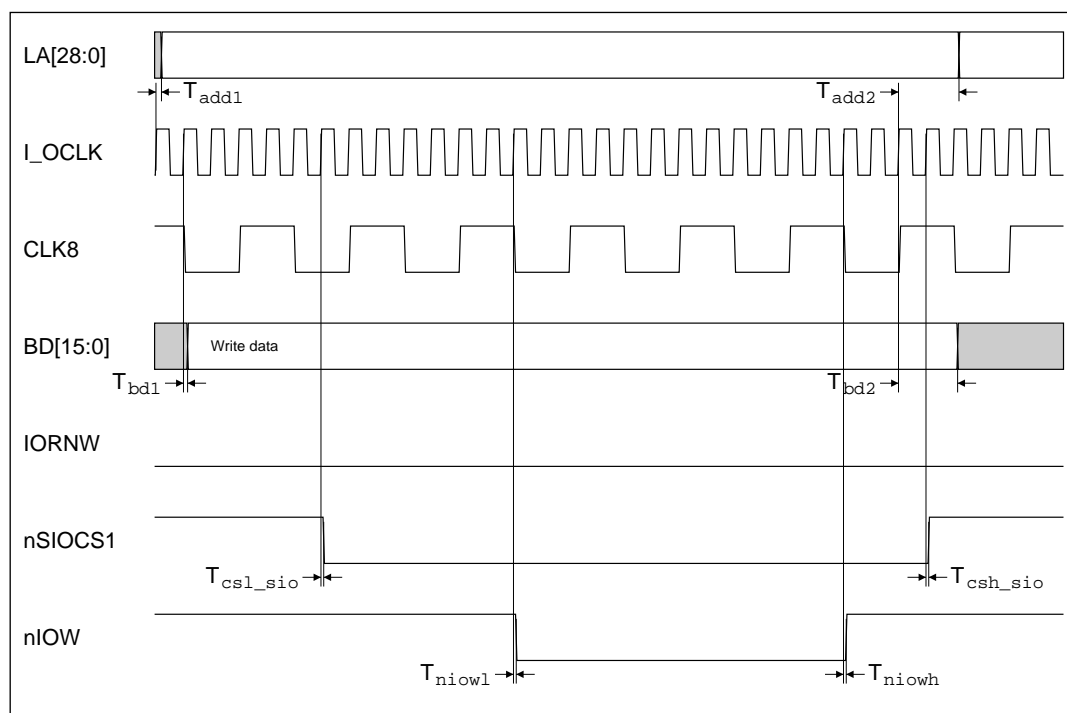 LA[28:0]
Tadd1
Tadd2
I_OCLK
CLK8
BD[15:0]
Write data
Tbd1
Tbd2
IORNW
nSIOCS1
Tcsl_sio
Tcsh_sio
nIOW
Tniowl
Tniowh